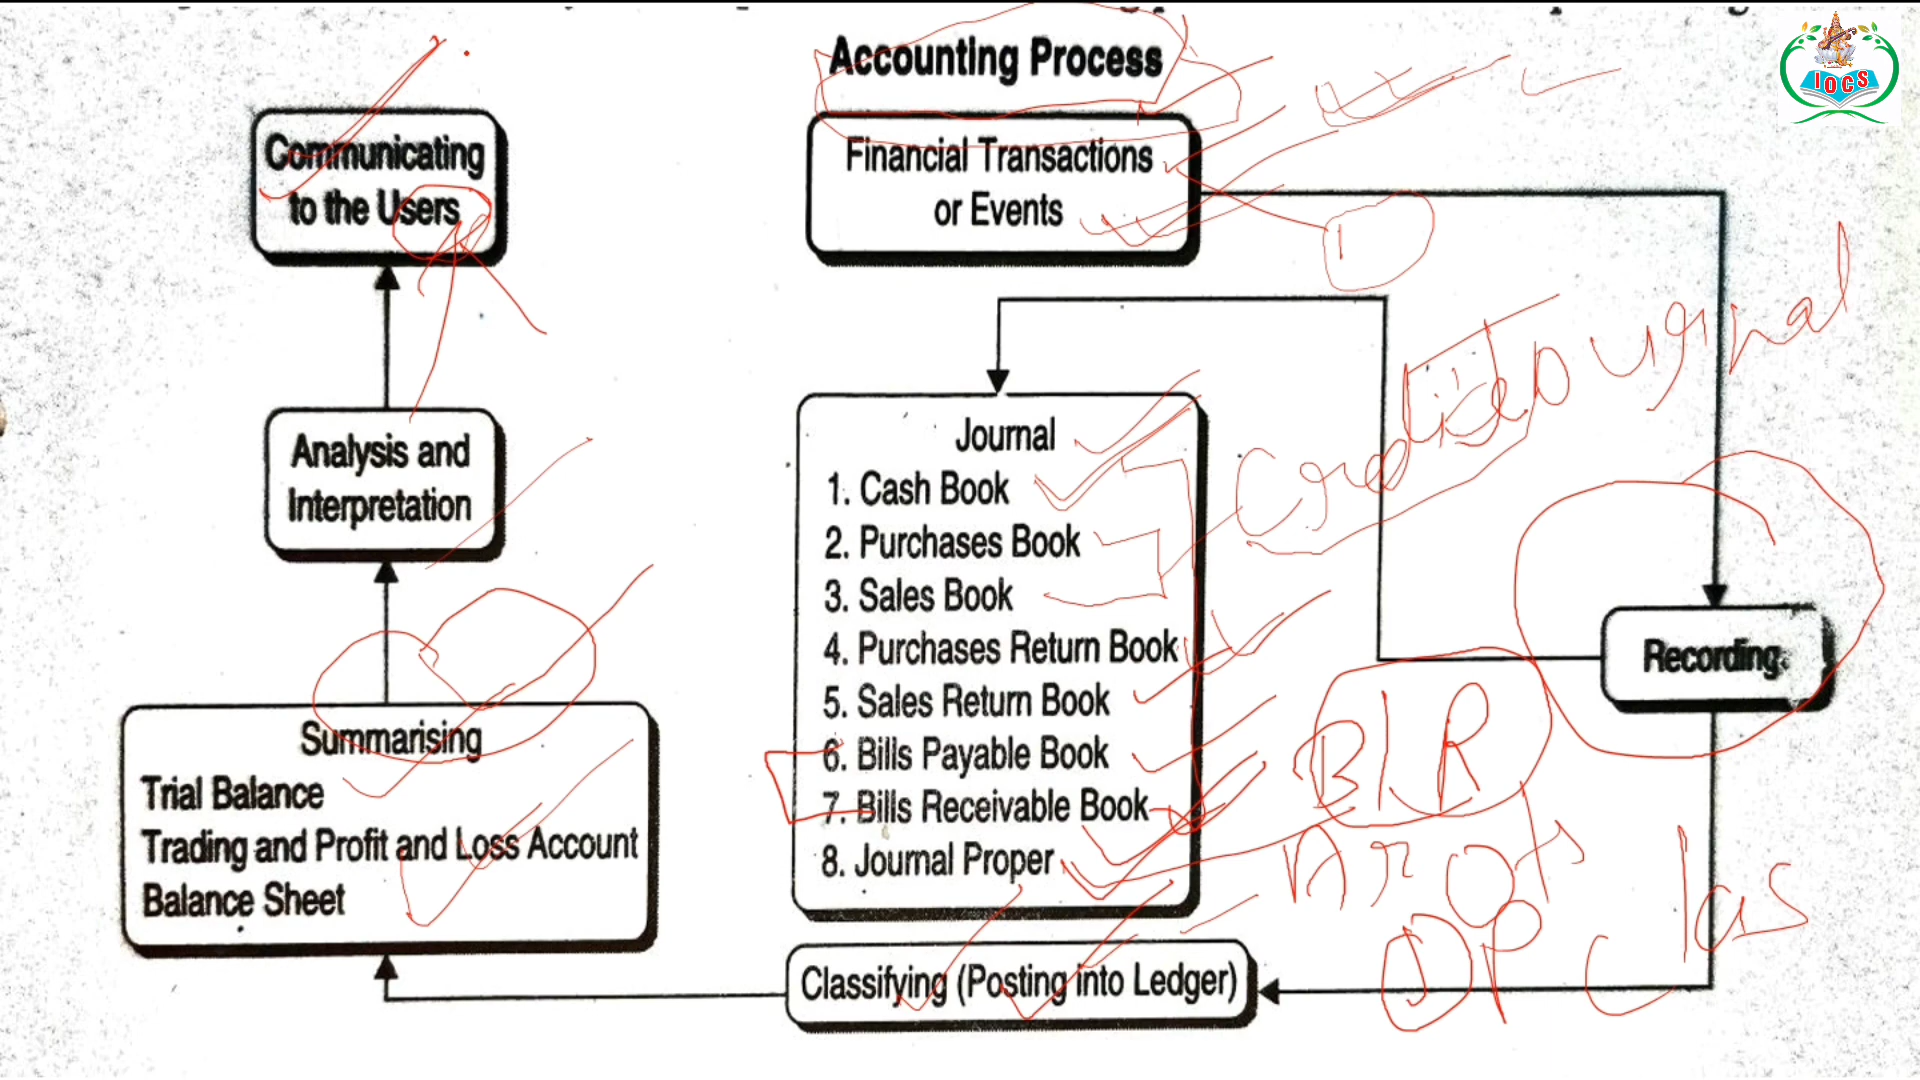 Accounting Process
IOCS
Communicating
to the Users
Financial Transactions
or Events
1
Analysis and
Interpretation
Journal
1. Cash Book
2. Purchases Book
3. Sales Book
4. Purchases Return Book
5. Sales Return Book
6. Bills Payable Book
7. Bills Receivable Book
8. Journal Proper
Recording
B/R
Summarising
Trial Balance
Trading and Profit and Loss Account
Balance Sheet
Classifying (Posting into Ledger)